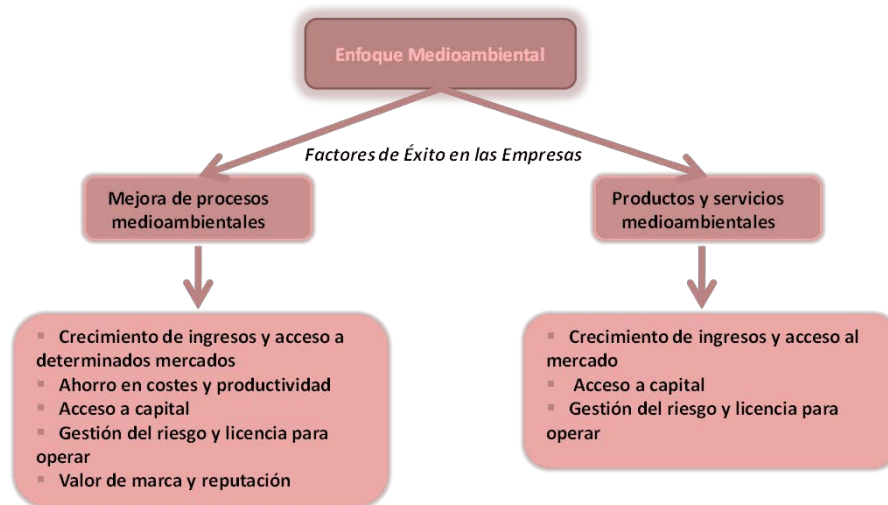 Enfoque Medioambiental
Factores de Éxito en las Empresas
Mejora de procesos
medioambientales
Productos y servicios
medioambientales
▪ Crecimiento de ingresos y acceso a
determinados mercados
▪ Ahorro en costes y productividad
▪ Acceso a capital
▪ Gestión del riesgo y licencia para
operar
▪ Valor de marca y reputación
▪ Crecimiento de ingresos y acceso al
mercado
▪ Acceso a capital
▪ Gestión del riesgo y licencia para
operar